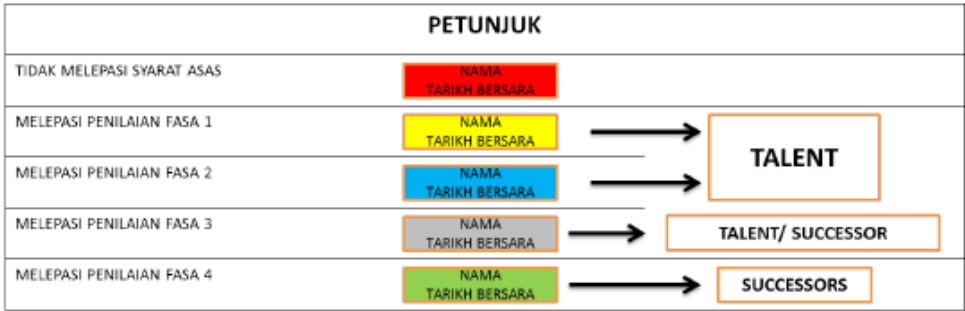 PETUNJUK
TIDAK MELEPASI SYARAT ASAS
NAMA
TARIKH BERSARA
MELEPASI PENILAIAN FASA 1
NAMA
TARIKH BERSARA
TALENT
MELEPASI PENILAIAN FASA 2
NAMA
TARIKH BERSARA
MELEPASI PENILAIAN FASA 3
NAMA
TARIKH BERSARA
TALENT/ SUCCESSOR
MELEPASI PENILAIAN FASA 4
NAMA
TARIKH BERSARA
SUCCESSORS